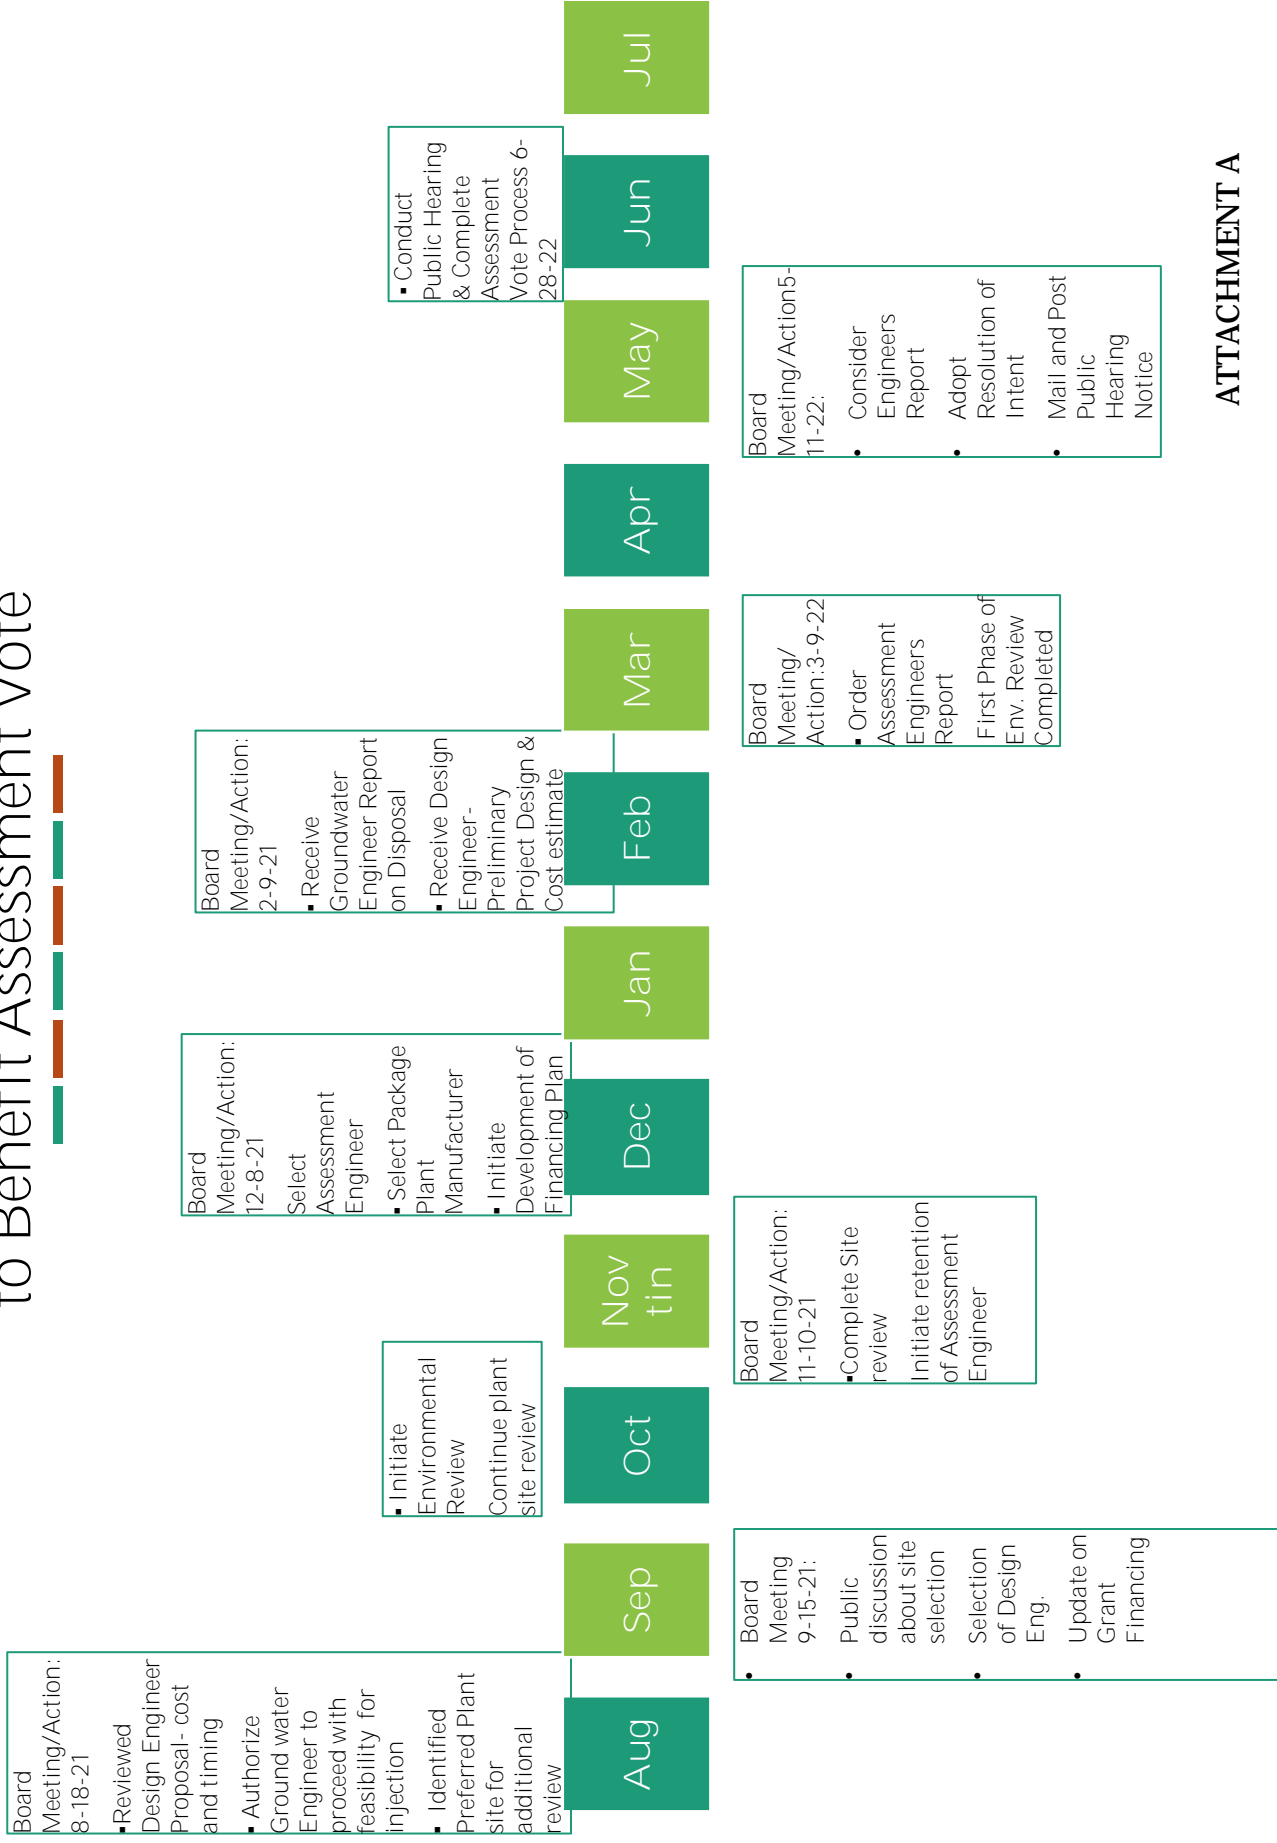 to Benefit Assessment Vote
Board
Meeting/Action:
8-18-21
▪Reviewed
Design Engineer
Proposal- cost
and timing
▪ Authorize
Ground water
Engineer to
proceed with
feasibility for
injection
▪ Identified
Preferred Plant
site for
additional
review
▪ Initiate
Environmental
Review
Continue plant
site review
Board
Meeting/Action:
12-8-21
Select
Assessment
Engineer
▪ Select Package
Plant
Manufacturer
▪ Initiate
Development of
Financing Plan
Board
Meeting/Action:
2-9-21
▪ Receive
Groundwater
Engineer Report
on Disposal
▪ Receive Design
Engineer-
Preliminary
Project Design &
Cost estimate
▪ Conduct
Public Hearing
& Complete
Assessment
Vote Process 6-
28-22
Aug
Sep
Oct
Nov
tin
Dec
Jan
Feb
Mar
Apr
May
Jun
Jul
• Board
Meeting
9-15-21:
• Public
discussion
about site
selection
• Selection
of Design
Eng.
• Update on
Grant
Financing
Board
Meeting/Action:
11-10-21
▪Complete Site
review
Initiate retention
of Assessment
Engineer
Board
Meeting/
Action:3-9-22
▪ Order
Assessment
Engineers
Report
First Phase of
Env. Review
Completed
Board
Meeting/Action5-
11-22:
• Consider
Engineers
Report
• Adopt
Resolution of
Intent
• Mail and Post
Public
Hearing
Notice
ATTACHMENT A